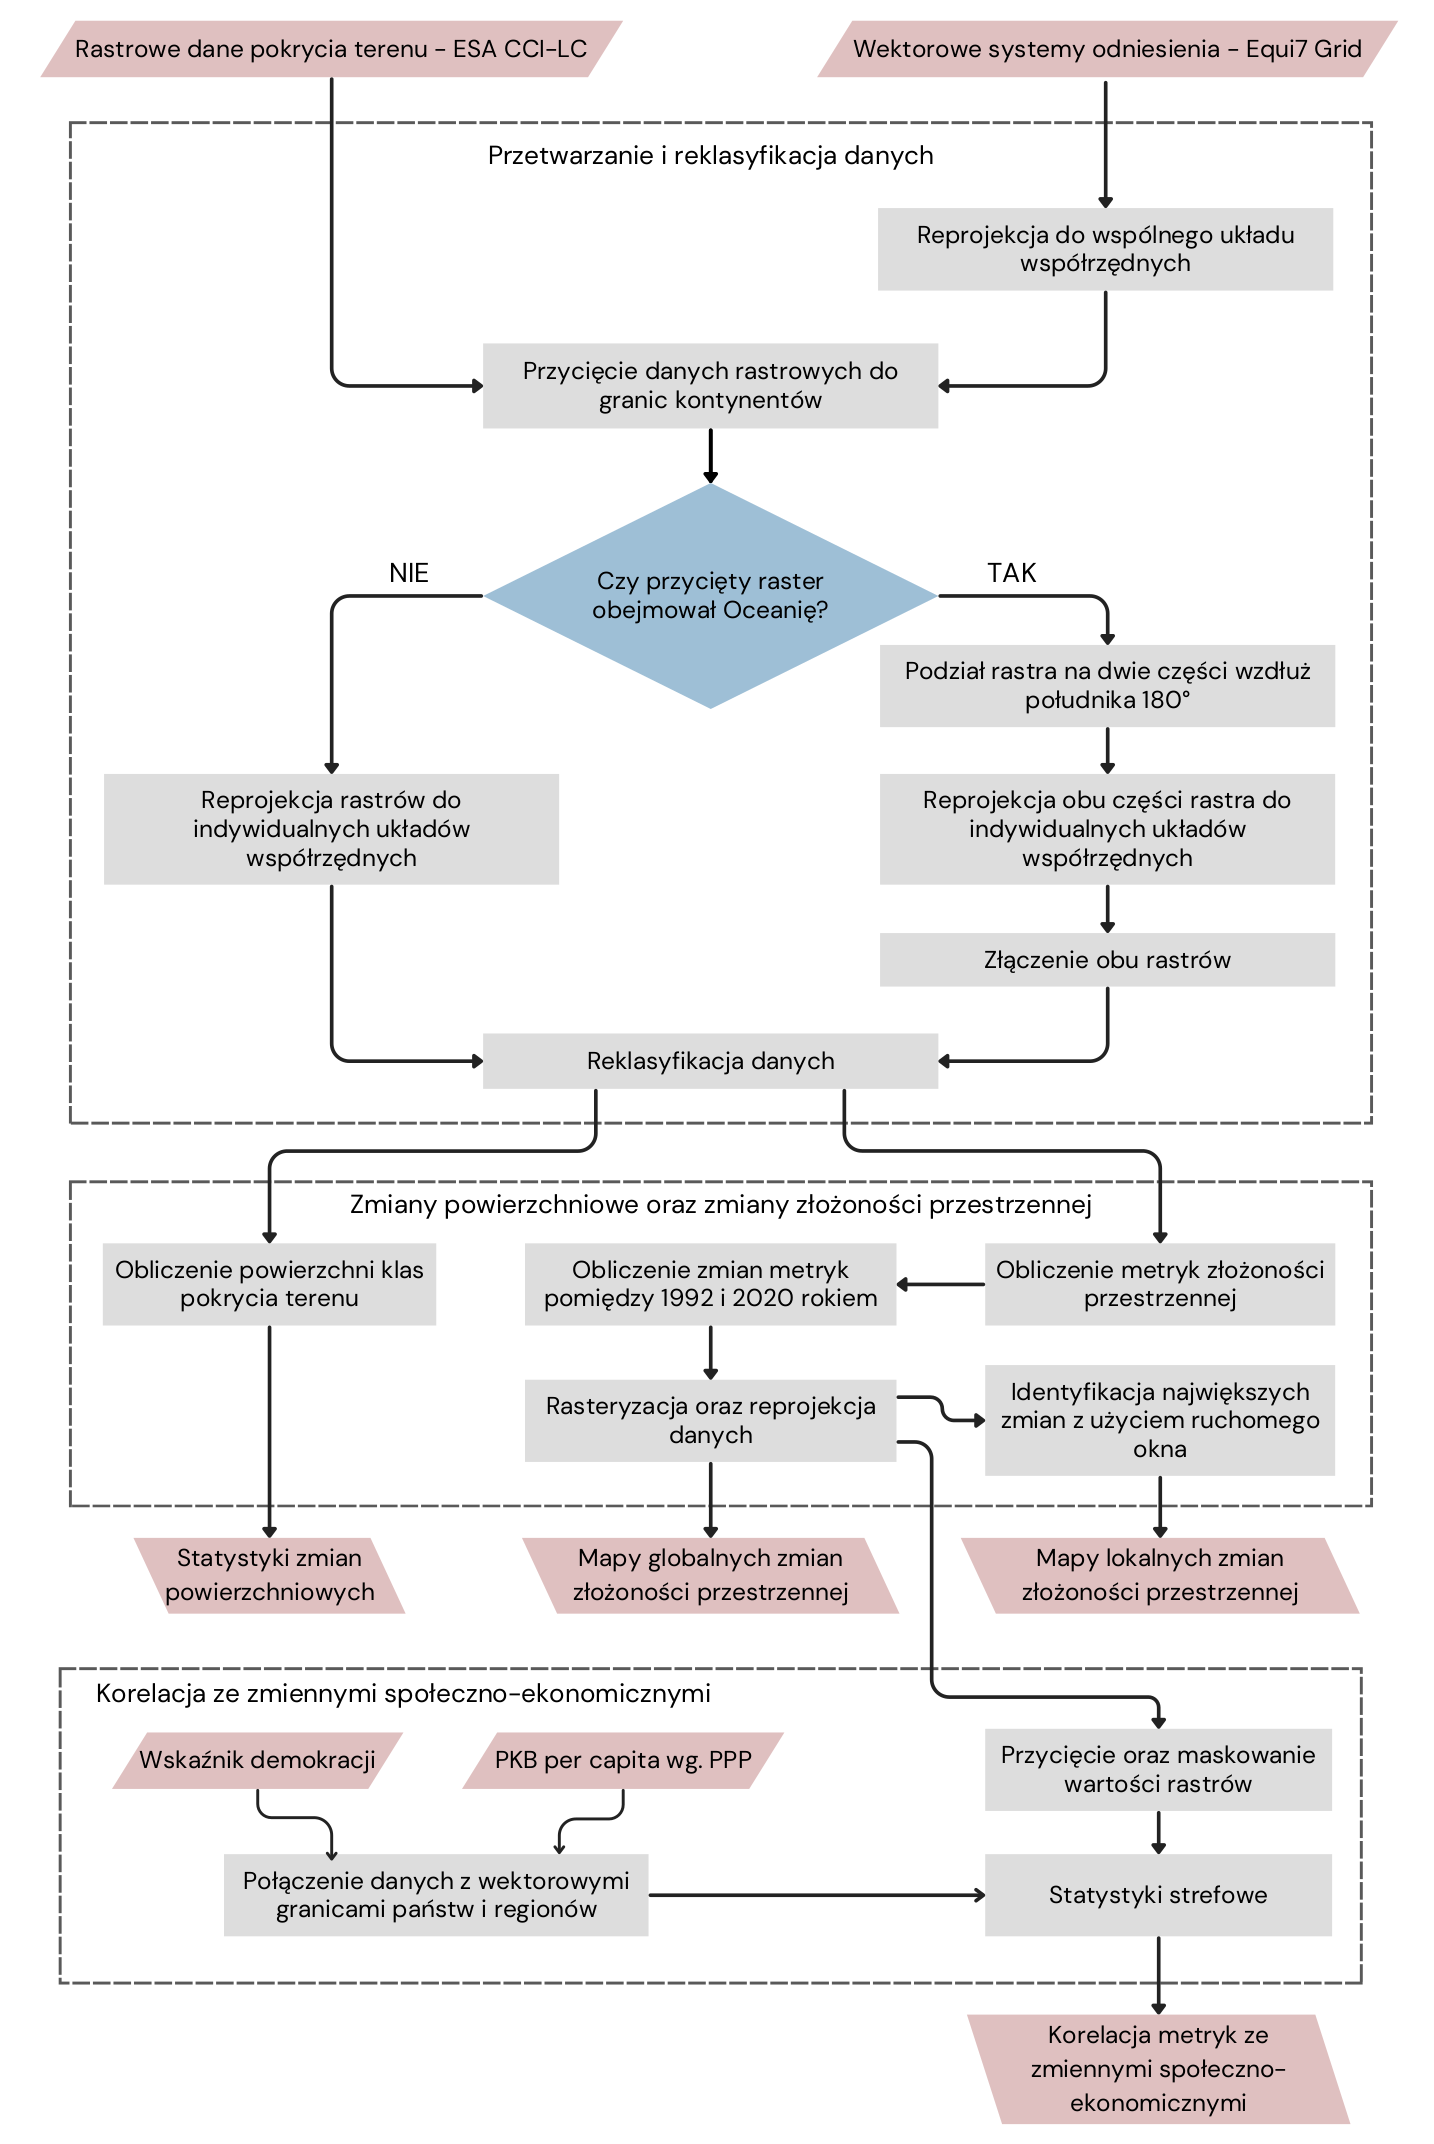 Rastrowe dane pokrycia terenu - ESA CCI-LC
Wektorowe systemy odniesienia - Equi7 Grid
Przetwarzanie i reklasyfikacja danych
Reprojekcja do wspólnego układu
współrzędnych
Przycięcie danych rastrowych do
granic kontynentów
Czy przycięty raster
obejmował Oceanię?
NIE
TAK
Podział rastra na dwie części wzdłuż
południka 180°
Reprojekcja rastrów do
indywidualnych układów
współrzędnych
Reprojekcja obu części rastra do
indywidualnych układów
współrzędnych
Złączenie obu rastrów
Reklasyfikacja danych
Zmiany powierzchniowe oraz zmiany złożoności przestrzennej
Obliczenie powierzchni klas
pokrycia terenu
Obliczenie zmian metryk
pomiędzy 1992 i 2020 rokiem
Obliczenie metryk złożoności
przestrzennej
Rasteryzacja oraz reprojekcja
danych
Identyfikacja największych
zmian z użyciem ruchomego
okna
Statystyki zmian
powierzchniowych
Mapy globalnych zmian
złożoności przestrzennej
Mapy lokalnych zmian
złożoności przestrzennej
Korelacja ze zmiennymi społeczno-ekonomicznymi
Wskaźnik demokracji
PKB per capita wg. PPP
Przycięcie oraz maskowanie
wartości rastrów
Połączenie danych z wektorowymi
granicami państw i regionów
Statystyki strefowe
Korelacja metryk ze
zmiennymi społeczno-
ekonomicznymi